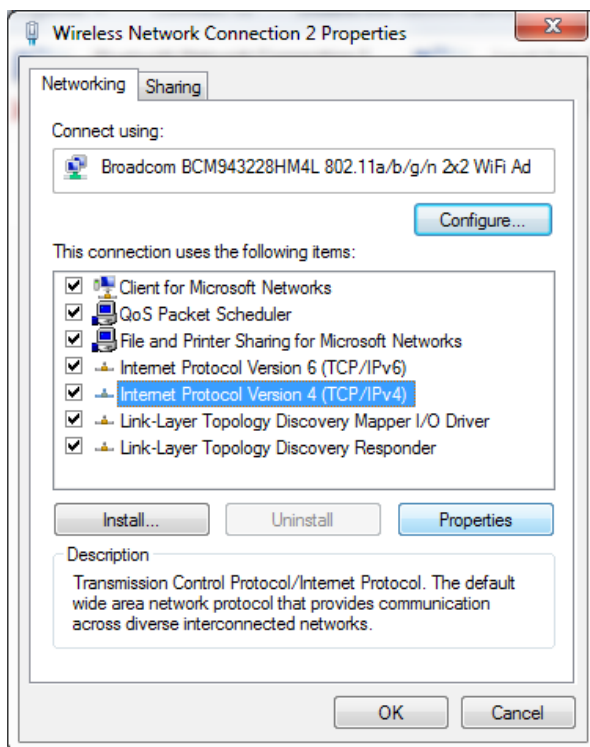 Wireless Network Connection 2 Properties
Networking
Sharing
Connect using:
Broadcom BCM943228HM4L 802.11a/b/g/n 2x2 WiFi Ad
Configure...
This connection uses the following items:
Client for Microsoft Networks
QoS Packet Scheduler
File and Printer Sharing for Microsoft Networks
Internet Protocol Version 6 (TCP/IPv6)
Internet Protocol Version 4 (TCP/IPv4)
Link-Layer Topology Discovery Mapper I/O Driver
Link-Layer Topology Discovery Responder
Install...
Uninstall
Properties
Description
Transmission Control Protocol/Internet Protocol. The default
wide area network protocol that provides communication
across diverse interconnected networks.
OK
Cancel